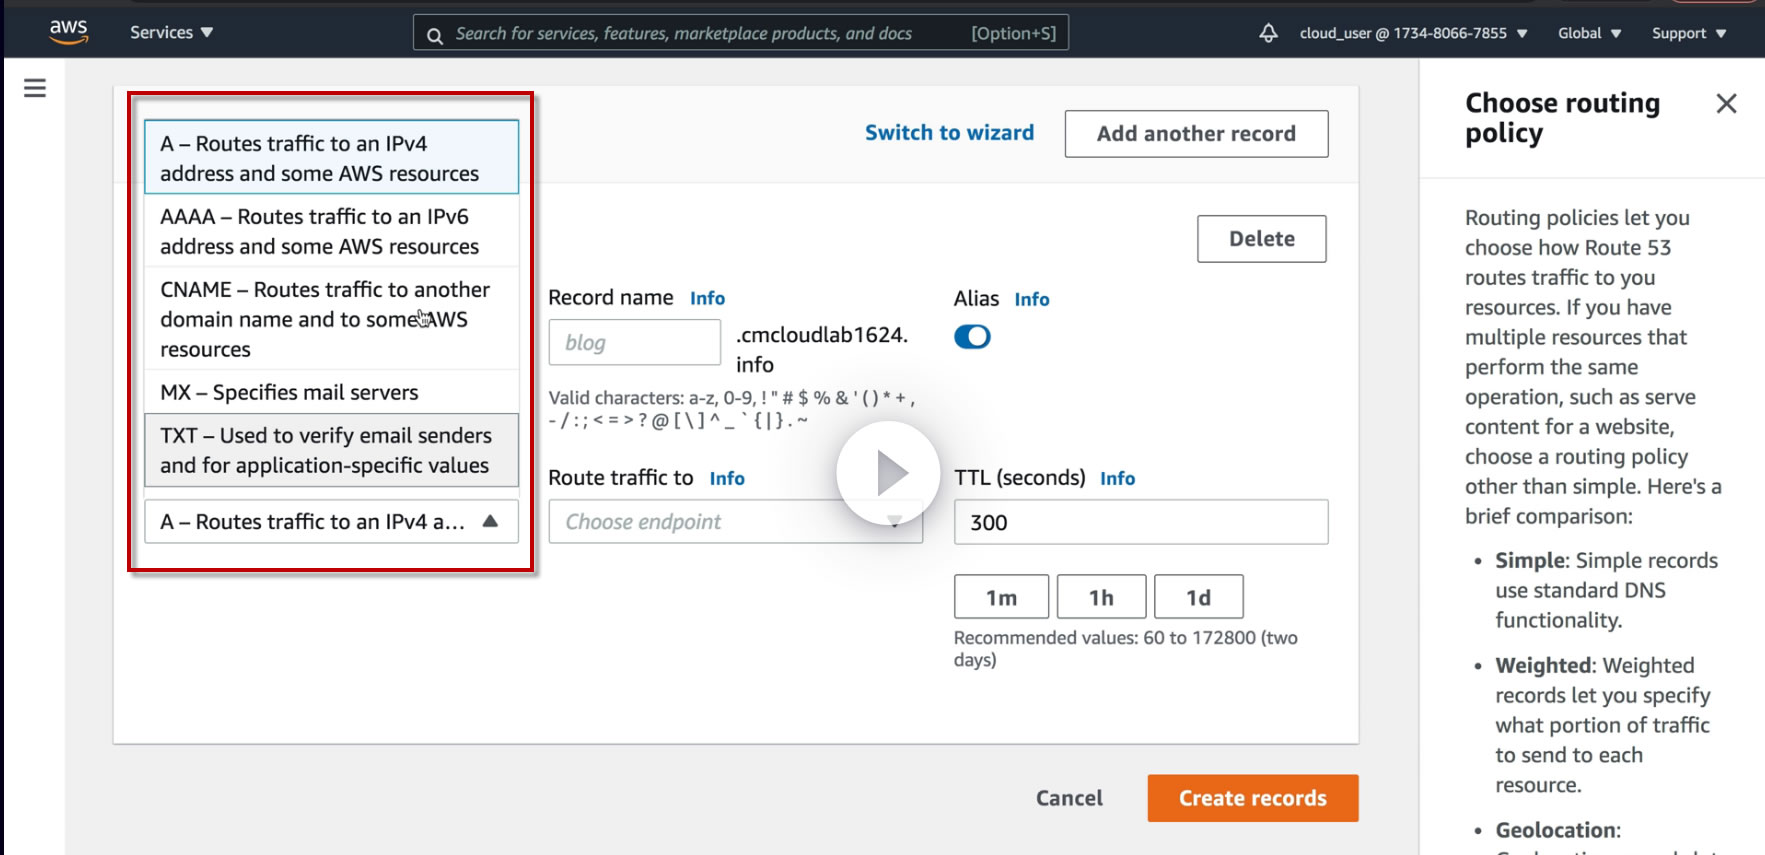 aws
Services ▼
Search for services, features, marketplace products, and docs
[Option+S]
cloud_user @ 1734-8066-7855 ▼
Global ▼
Support ▼
A – Routes traffic to an IPv4
address and some AWS resources
AAAA – Routes traffic to an IPv6
address and some AWS resources
CNAME – Routes traffic to another
domain name and to some AWS
resources
MX – Specifies mail servers
TXT – Used to verify email senders
and for application-specific values
A – Routes traffic to an IPv4 a... ▲
Switch to wizard
Add another record
Delete
Record name Info
blog
.cmcloudlab1624.
info
Valid characters: a-z, 0-9, ! " # $ % & ' ( ) * + ,
- / : ; < = > ? @ [ \ ] ^ _ ` { | } . ~
Alias Info
Route traffic to Info
Choose endpoint
TTL (seconds) Info
300
1m
1h
1d
Recommended values: 60 to 172800 (two
days)
Cancel
Create records
Choose routing
policy
Routing policies let you
choose how Route 53
routes traffic to you
resources. If you have
multiple resources that
perform the same
operation, such as serve
content for a website,
choose a routing policy
other than simple. Here's a
brief comparison:
• Simple: Simple records
use standard DNS
functionality.
• Weighted: Weighted
records let you specify
what portion of traffic
to send to each
resource.
• Geolocation: